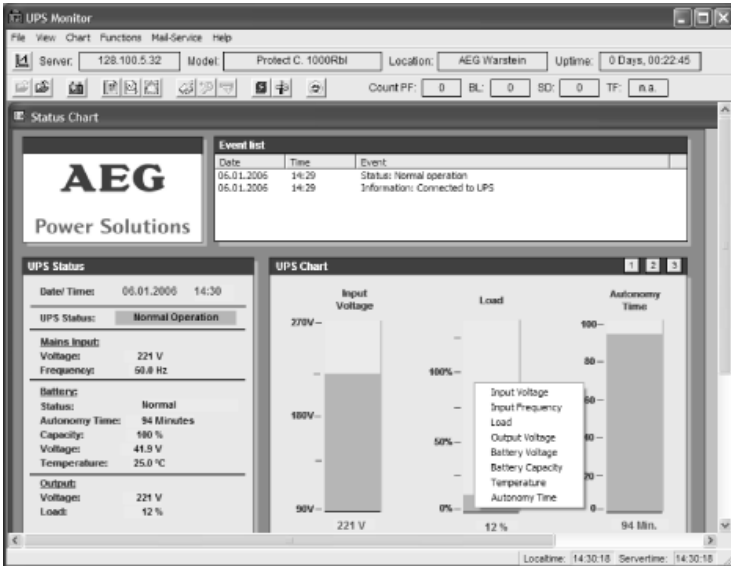 UPS Monitor
File View Chart Functions Mail-Service Help
Server: 128.100.5.32 Model: Protect C. 1000Rbl Location: AEG Warstein Uptime: 0 Days, 00:22:45
Count PF: 0 BL: 0 SD: 0 TF: n.a.
Status Chart
AEG
Power Solutions
Event list
Date Time Event
06.01.2006 14:29 Status: Normal operation
06.01.2006 14:29 Information: Connected to UPS
UPS Status
Date/ Time: 06.01.2006 14:30
UPS Status: Normal Operation
Mains Input:
Voltage: 221 V
Frequency: 50.0 Hz
Battery:
Status: Normal
Autonomy Time: 94 Minutes
Capacity: 100 %
Voltage: 41.9 V
Temperature: 25.0 °C
Output:
Voltage: 221 V
Load: 12 %
UPS Chart 1 2 3
Input
Voltage
270V
180V
90V
221 V
Load
100%
50%
0%
12 %
Input Voltage
Input Frequency
Load
Output Voltage
Battery Voltage
Battery Capacity
Temperature
Autonomy Time
Autonomy
Time
100
80
60
40
20
0
94 Min.
Localtime: 14:30:18 Servertime: 14:30:18